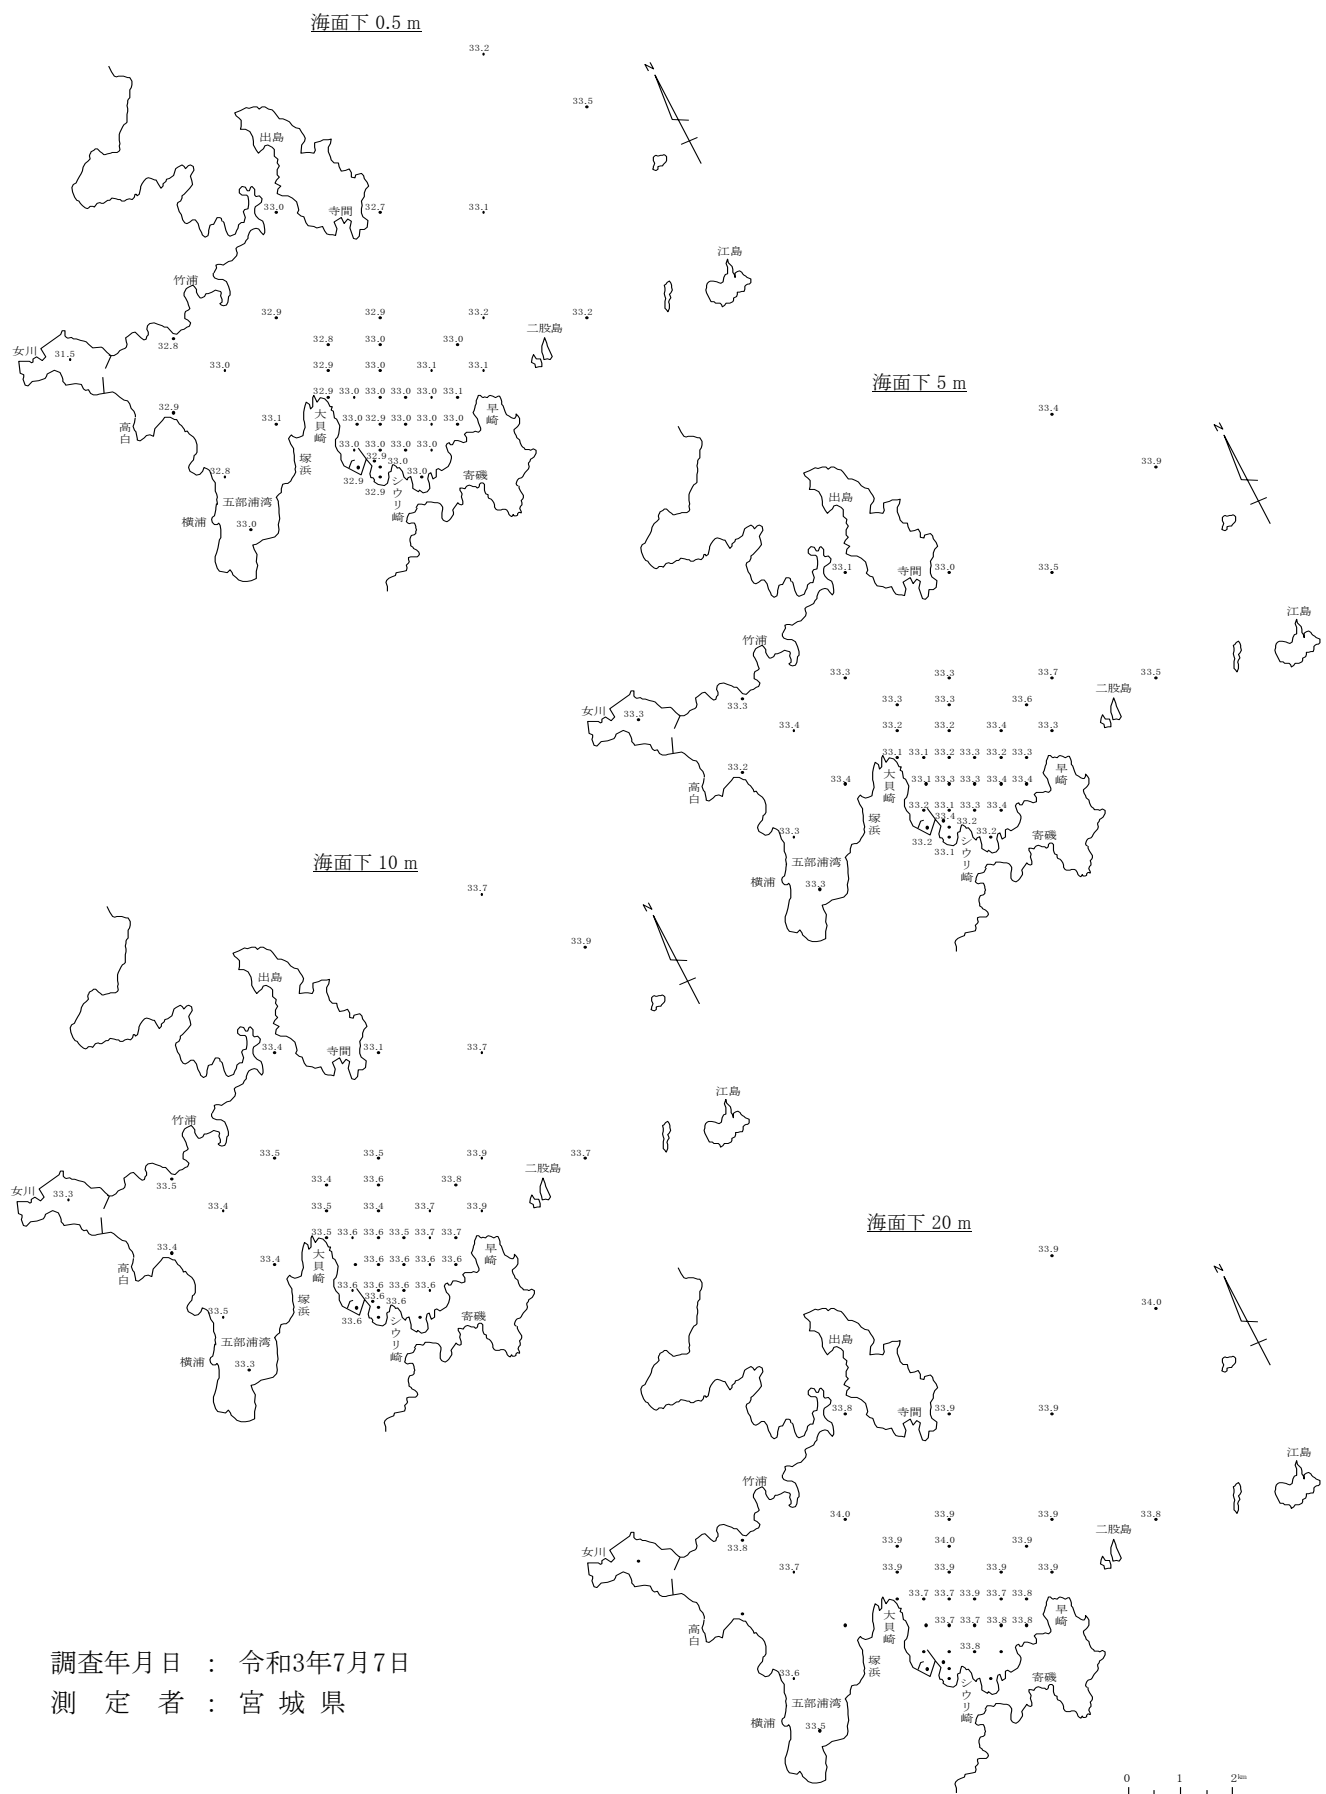 海面下 0.5 m
33.2
33.5
出島
33.0 寺間 32.7 33.1
江島
竹浦
32.9 32.9 33.2 33.2
二股島
32.8 32.8 33.0 33.0
女川 31.5
33.0 32.9 33.0 33.1 33.1
32.9 33.0 33.0 33.0 33.0 33.1
32.9 33.1 大貝崎 33.0 32.9 33.0 33.0 33.0 早崎
高白
33.0 33.0 33.0 33.0
塚浜 32.9 33.0
32.8 32.9 32.9 33.0 シウリ崎 寄磯
五部浦湾
横浦 33.0
海面下 5 m
33.4
33.9
出島
33.1 寺間 33.0 33.5
江島
竹浦
33.3 33.3 33.7 33.5
二股島
33.3 33.3 33.3 33.6
女川 33.3
33.4 33.2 33.2 33.4 33.3
33.1 33.1 33.2 33.3 33.2 33.3
33.2 33.4 大貝崎 33.1 33.3 33.3 33.4 33.4 早崎
高白
33.2 33.1 33.3 33.4
塚浜 33.4 33.2
33.3 33.2 33.1 33.2 シウリ崎 寄磯
五部浦湾
横浦 33.3
海面下 10 m
33.7
33.9
出島
33.4 寺間 33.1 33.7
江島
竹浦
33.5 33.5 33.9 33.7
二股島
33.5 33.4 33.6 33.8
女川 33.3
33.4 33.5 33.4 33.7 33.9
33.5 33.6 33.6 33.5 33.7 33.7
33.4 33.4 大貝崎 33.6 33.6 33.6 33.6 早崎
高白
33.6 33.6 33.6 33.6
塚浜 33.6 33.6
33.5 33.6 シウリ崎 寄磯
五部浦湾
横浦 33.3
海面下 20 m
33.9
34.0
出島
33.8 寺間 33.9 33.9
江島
竹浦
34.0 33.9 33.9 33.8
二股島
33.8 33.9 34.0 33.9
女川
33.7 33.9 33.9 33.9 33.9
33.7 33.7 33.9 33.7 33.8
大貝崎 33.7 33.7 33.8 33.8 早崎
高白
33.8
塚浜
33.6 シウリ崎 寄磯
五部浦湾
横浦 33.5
調査年月日 : 令和3年7月7日
測 定 者 : 宮 城 県
0 1 2km
N
N
N
N